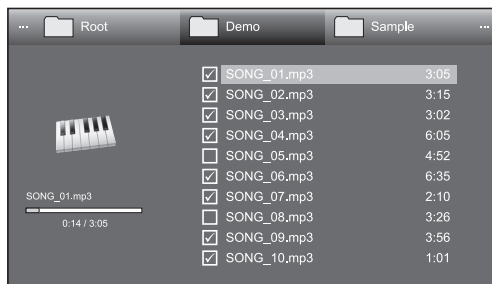 ... Root Demo Sample ...
SONG_01.mp3 3:05
SONG_02.mp3 3:15
SONG_03.mp3 3:02
SONG_04.mp3 6:05
SONG_05.mp3 4:52
SONG_06.mp3 6:35
SONG_07.mp3 2:10
SONG_08.mp3 3:26
SONG_09.mp3 3:56
SONG_10.mp3 1:01
SONG_01.mp3
0:14 / 3:05